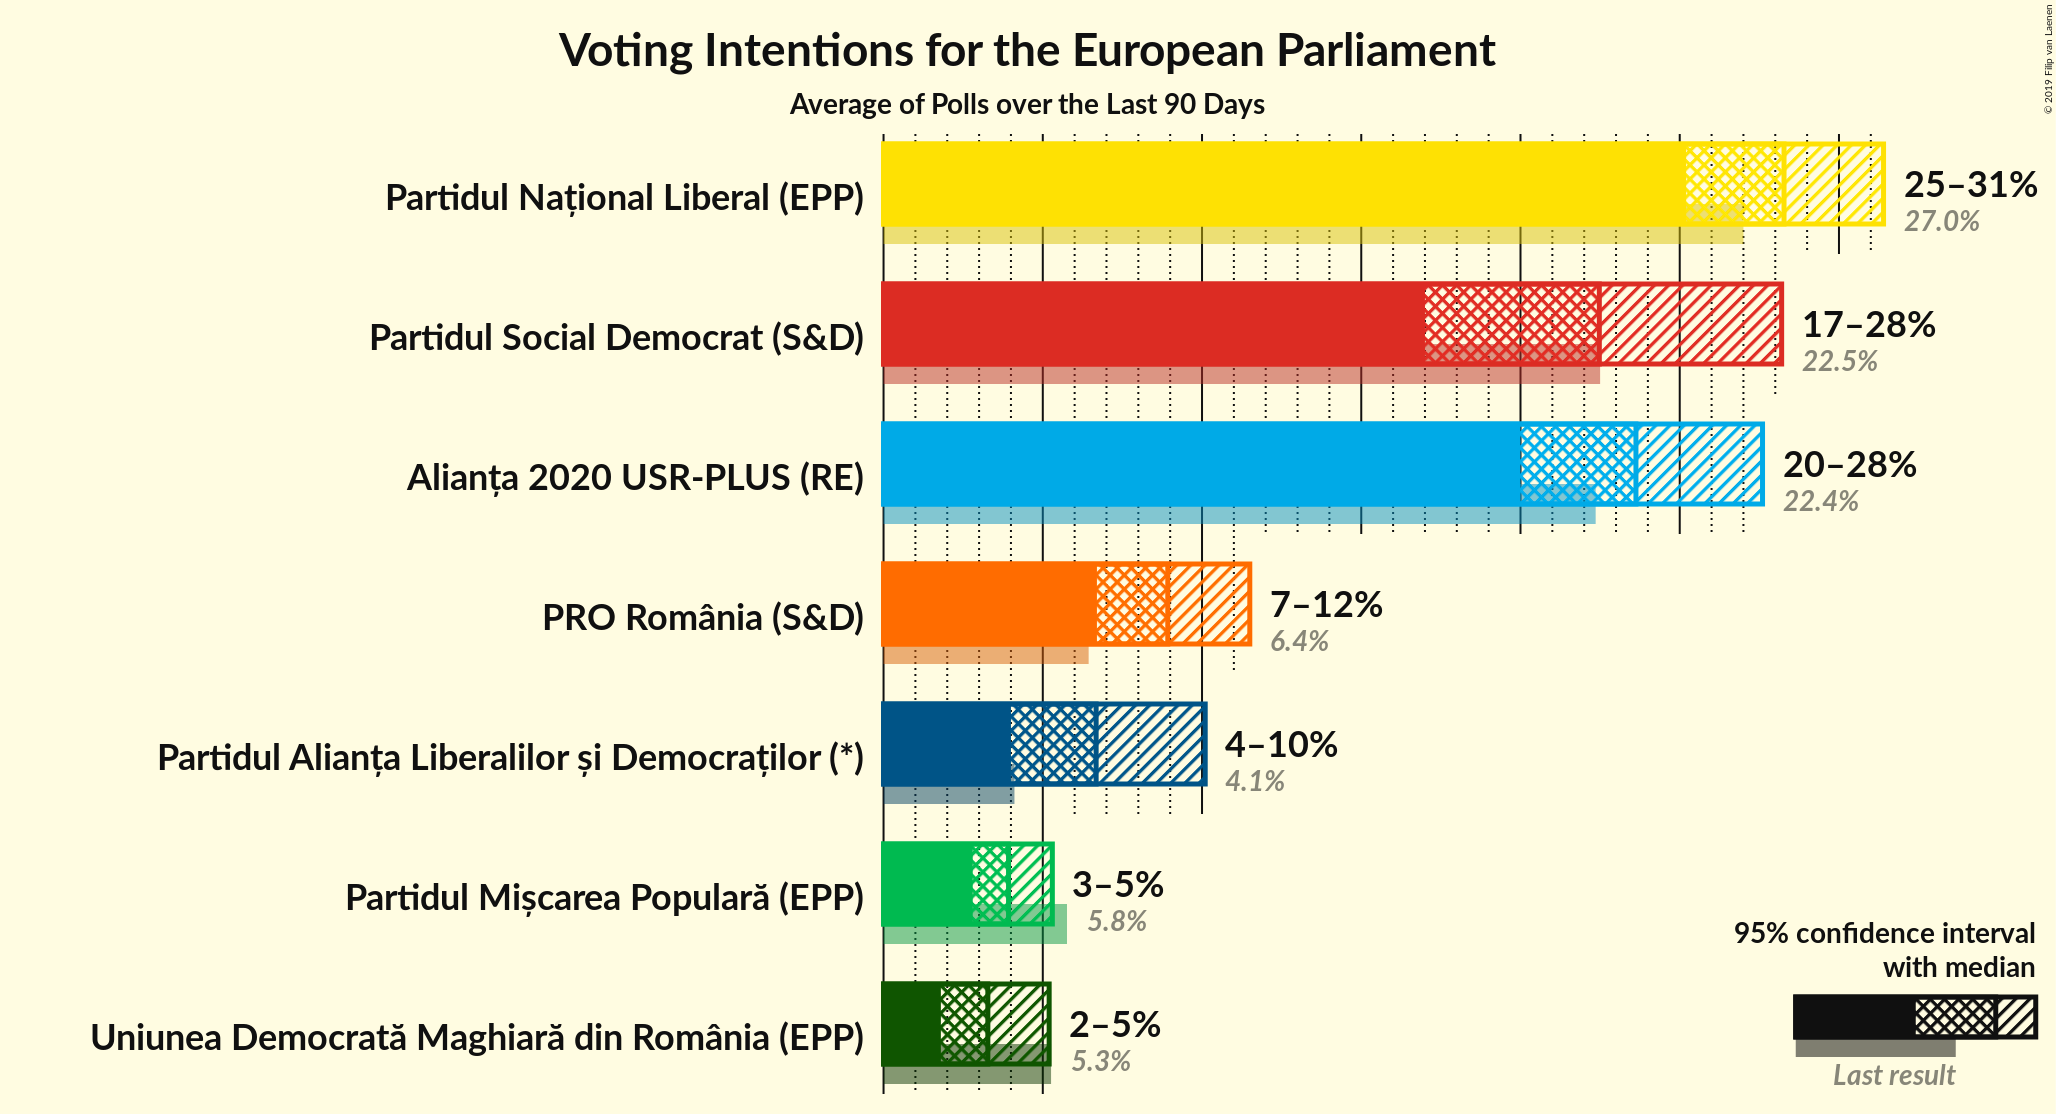 Voting Intentions for the European Parliament
Average of Polls over the Last 90 Days
© 2019 Filip van Laenen
Partidul Național Liberal (EPP)
25–31%
27.0%
Partidul Social Democrat (S&D)
17–28%
22.5%
Alianța 2020 USR-PLUS (RE)
20–28%
22.4%
PRO România (S&D)
7–12%
6.4%
Partidul Alianța Liberalilor și Democraților (*)
4–10%
4.1%
Partidul Mișcarea Populară (EPP)
3–5%
5.8%
Uniunea Democrată Maghiară din România (EPP)
2–5%
5.3%
95% confidence interval
with median
Last result